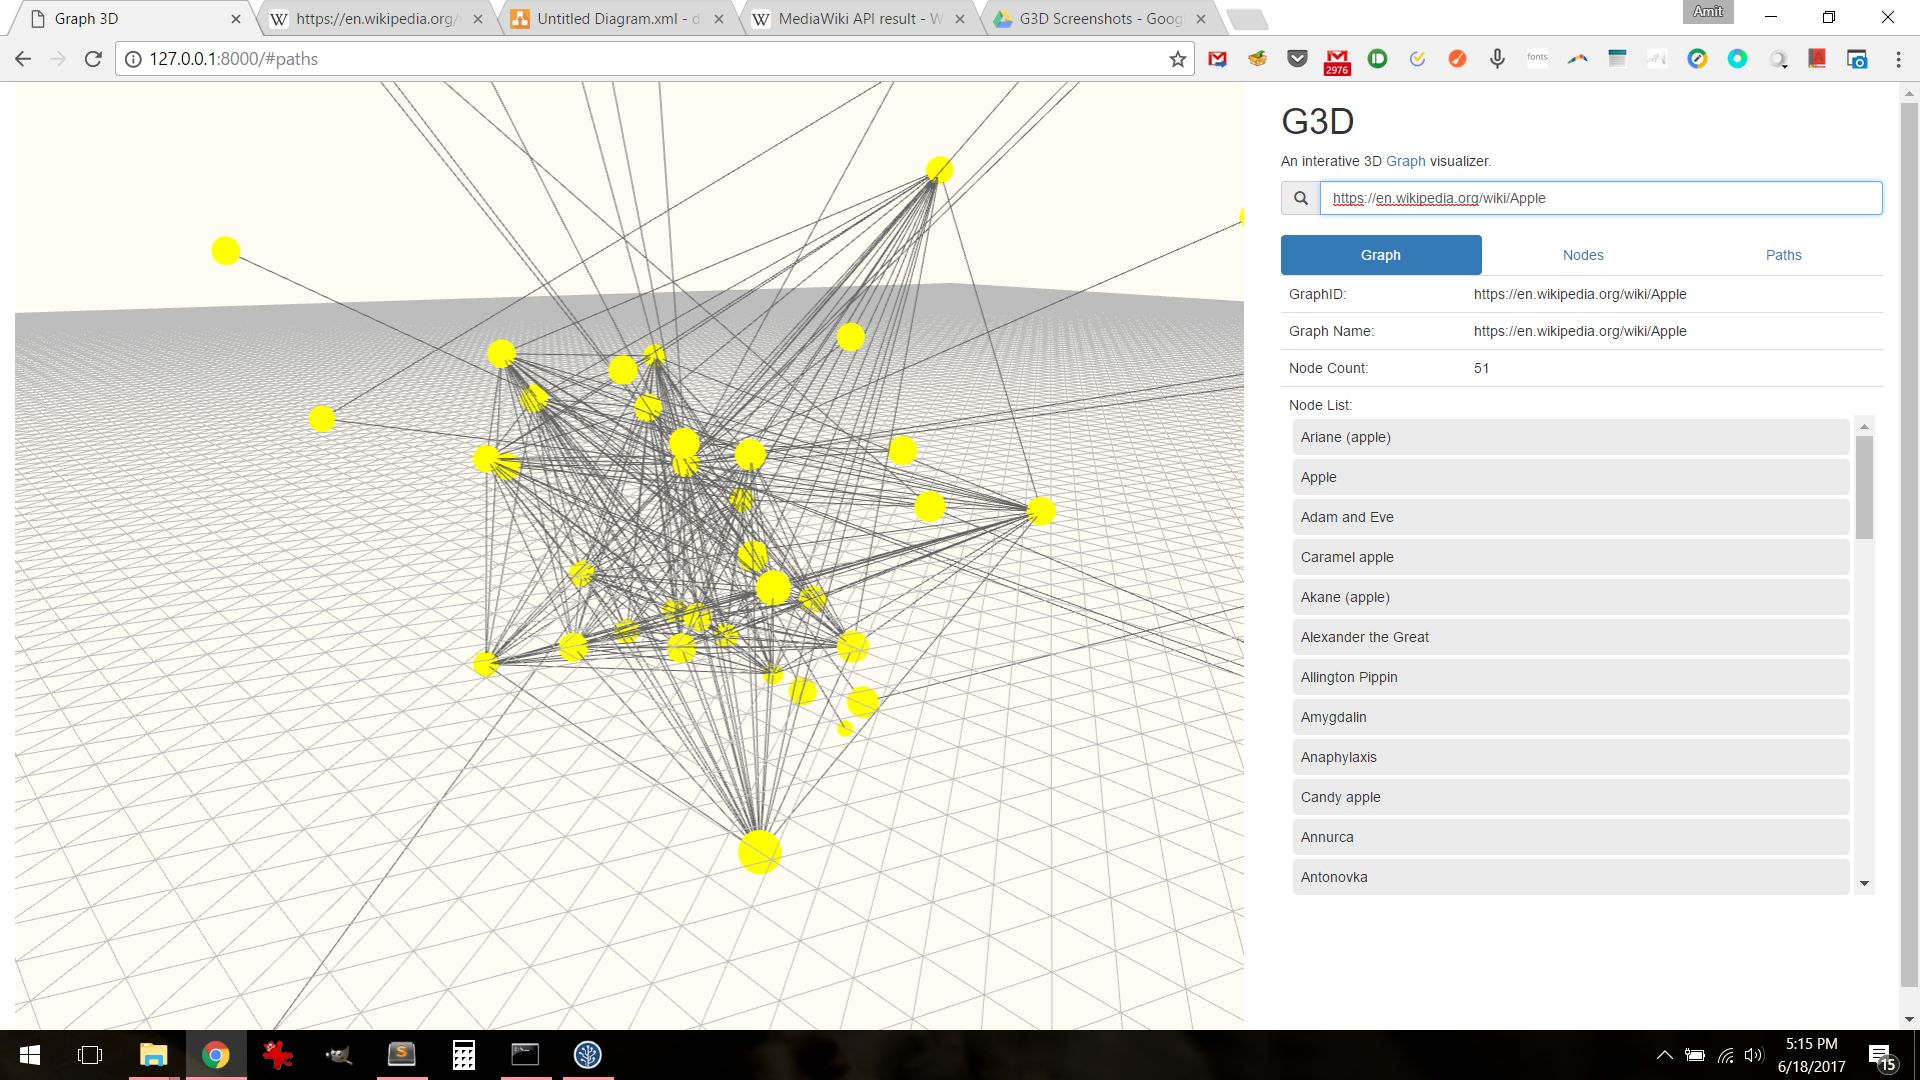 Graph 3D
https://en.wikipedia.org/
Untitled Diagram.xml - d
MediaWiki API result - W
G3D Screenshots - Goog
Amit
127.0.0.1:8000/#paths
2976
fonts
G3D
An interative 3D Graph visualizer.
https://en.wikipedia.org/wiki/Apple
Graph Nodes Paths
GraphID: https://en.wikipedia.org/wiki/Apple
Graph Name: https://en.wikipedia.org/wiki/Apple
Node Count: 51
Node List:
Ariane (apple)
Apple
Adam and Eve
Caramel apple
Akane (apple)
Alexander the Great
Allington Pippin
Amygdalin
Anaphylaxis
Candy apple
Annurca
Antonovka
5:15 PM
6/18/2017
15